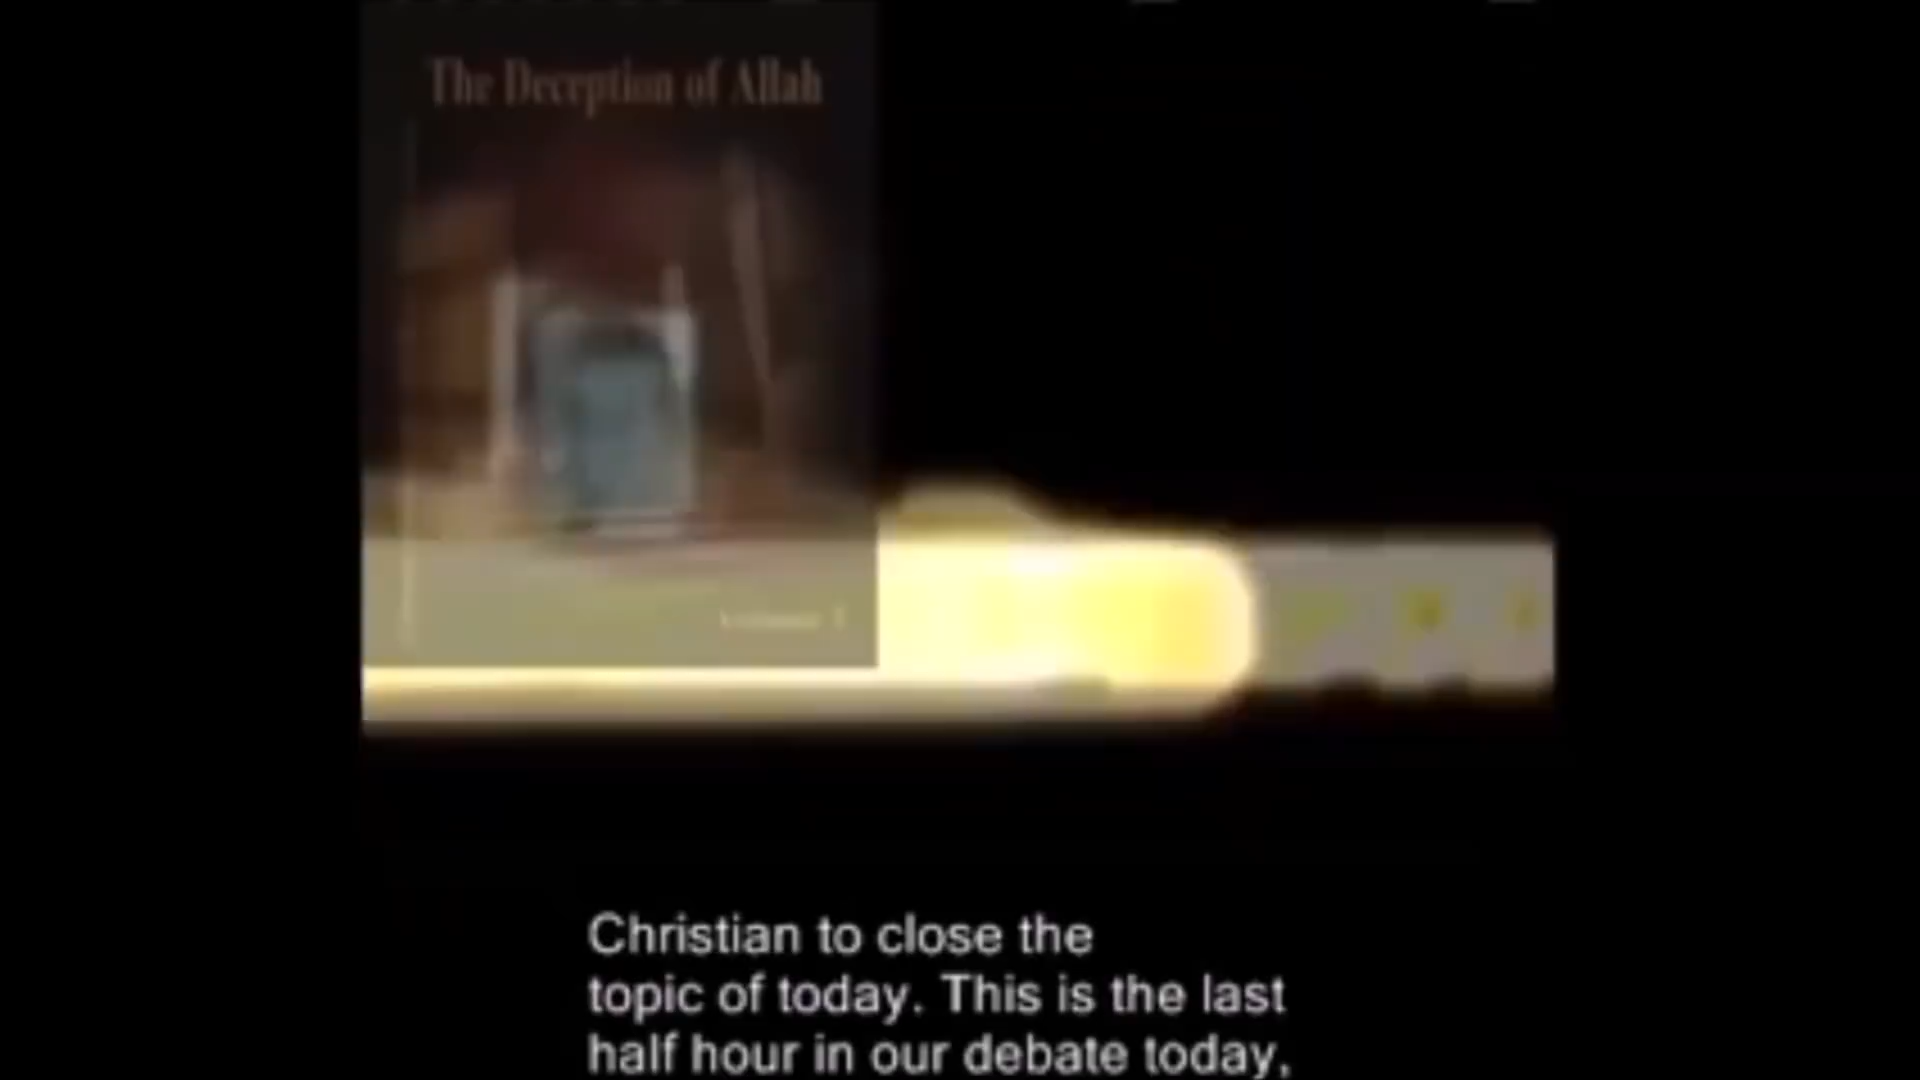 The Deception of Allah
Christian to close the
topic of today. This is the last
half hour in our debate today,